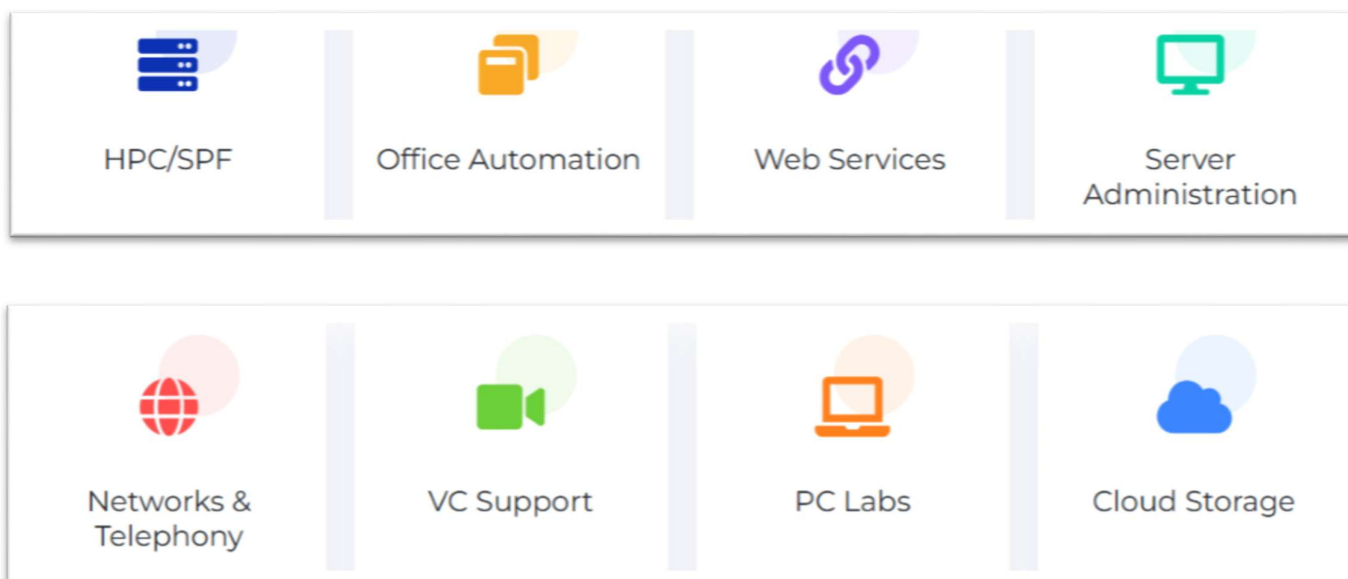 HPC/SPF
Office Automation
Web Services
Server
Administration
Networks &
Telephony
VC Support
PC Labs
Cloud Storage